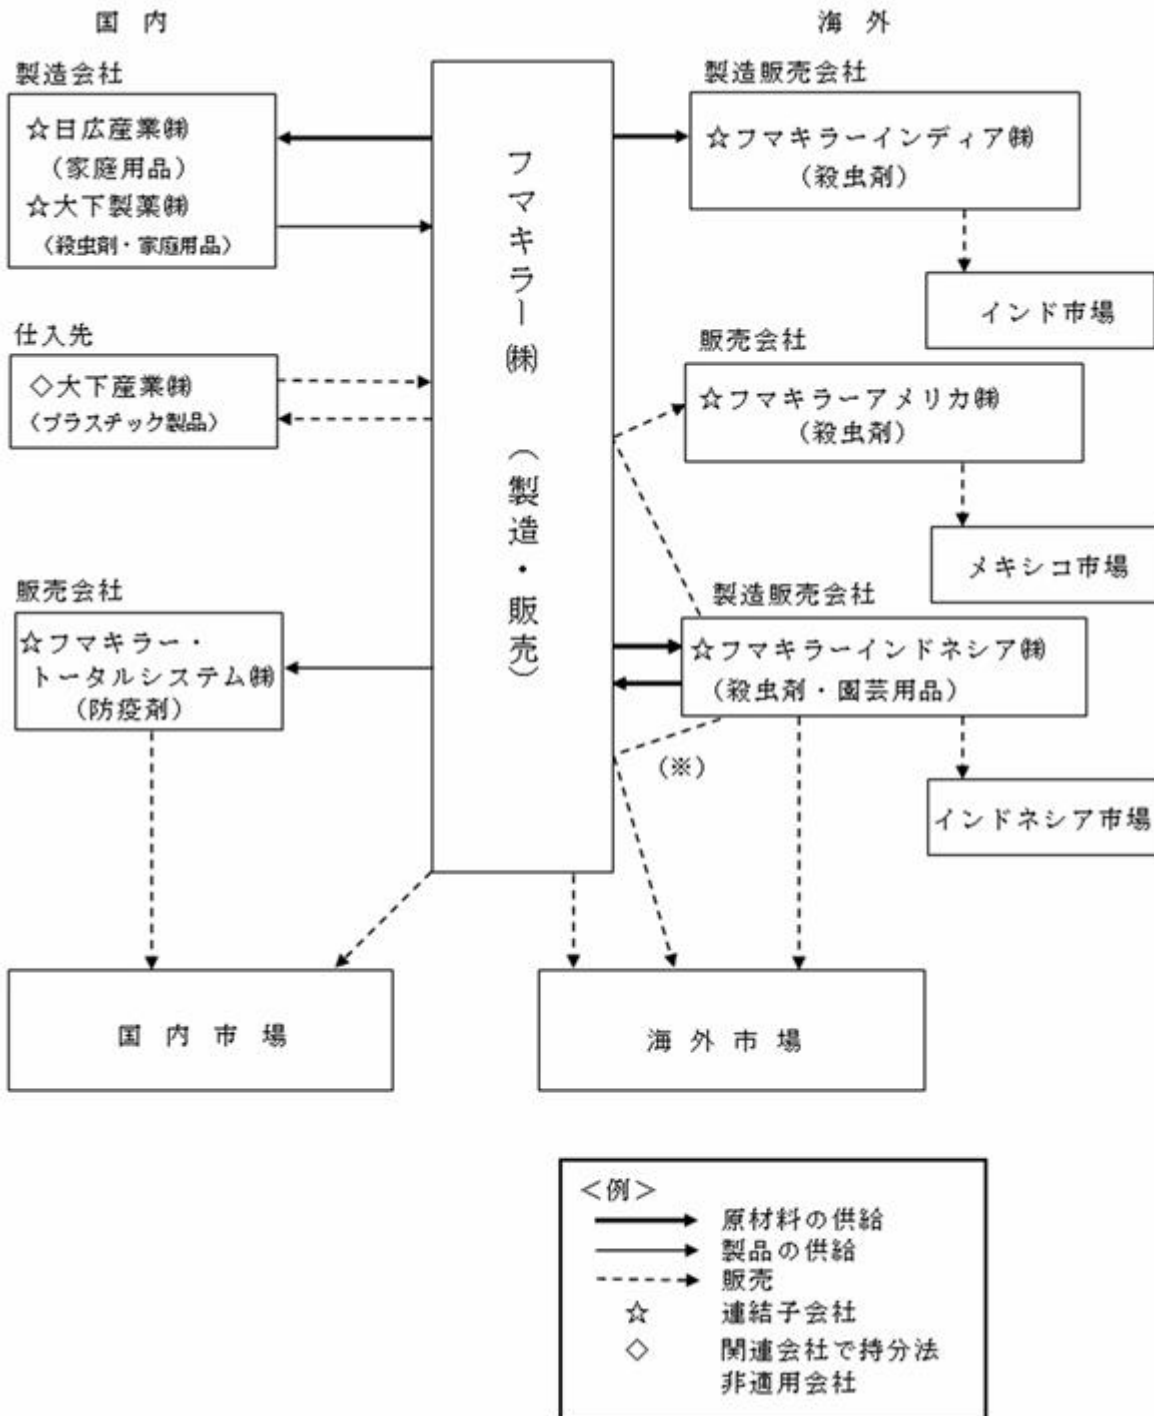 国内
海外
製造会社
☆日広産業㈱
（家庭用品）
☆大下製薬㈱
（殺虫剤・家庭用品）
仕入先
◇大下産業㈱
（プラスチック製品）
販売会社
☆フマキラー・
トータルシステム㈱
（防疫剤）
フマキラー㈱　（製造・販売）
製造販売会社
☆フマキラーインディア㈱
（殺虫剤）
インド市場
販売会社
☆フマキラーアメリカ㈱
（殺虫剤）
メキシコ市場
製造販売会社
☆フマキラーインドネシア㈱
（殺虫剤・園芸用品）
（※）
インドネシア市場
国内市場
海外市場
＜例＞
原材料の供給
製品の供給
販売
☆ 連結子会社
◇ 関連会社で持分法
非適用会社